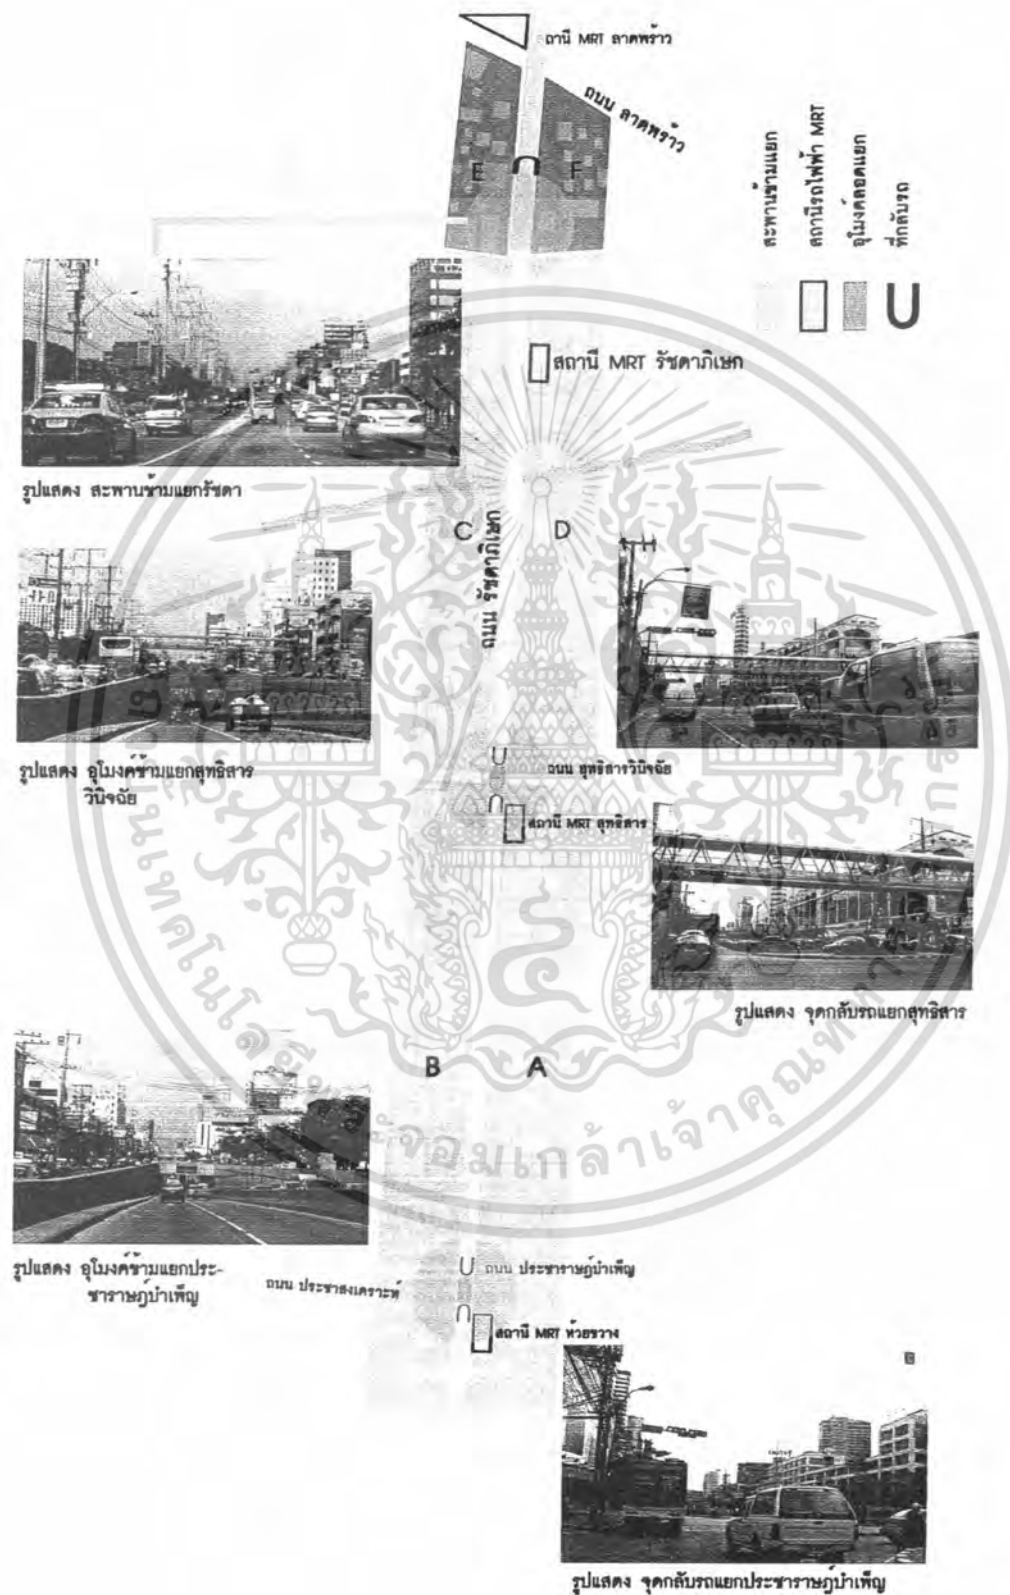 สถานี MRT ลาดพร้าว
ถนน ลาดพร้าว
E
F
สะพานข้ามแยก
สถานีรถไฟฟ้า MRT
อุโมงค์ลอดแยก
ที่กลับรถ
สถานี MRT รัชดาภิเษก
รูปแสดง สะพานข้ามแยกรัชดา
C
D
ถนน รัชดาภิเษก
ถนน สุทธิสารวินิจฉัย
สถานี MRT สุทธิสาร
รูปแสดง อุโมงค์ข้ามแยกสุทธิสาร
วินิจฉัย
รูปแสดง จุดกลับรถแยกสุทธิสาร
B
A
รูปแสดง อุโมงค์ข้ามแยกประ-
ชาราษฎร์บำเพ็ญ
ถนน ประชาสงเคราะห์
ถนน ประชาราษฎร์บำเพ็ญ
สถานี MRT ห้วยขวาง
รูปแสดง จุดกลับรถแยกประชาราษฎร์บำเพ็ญ